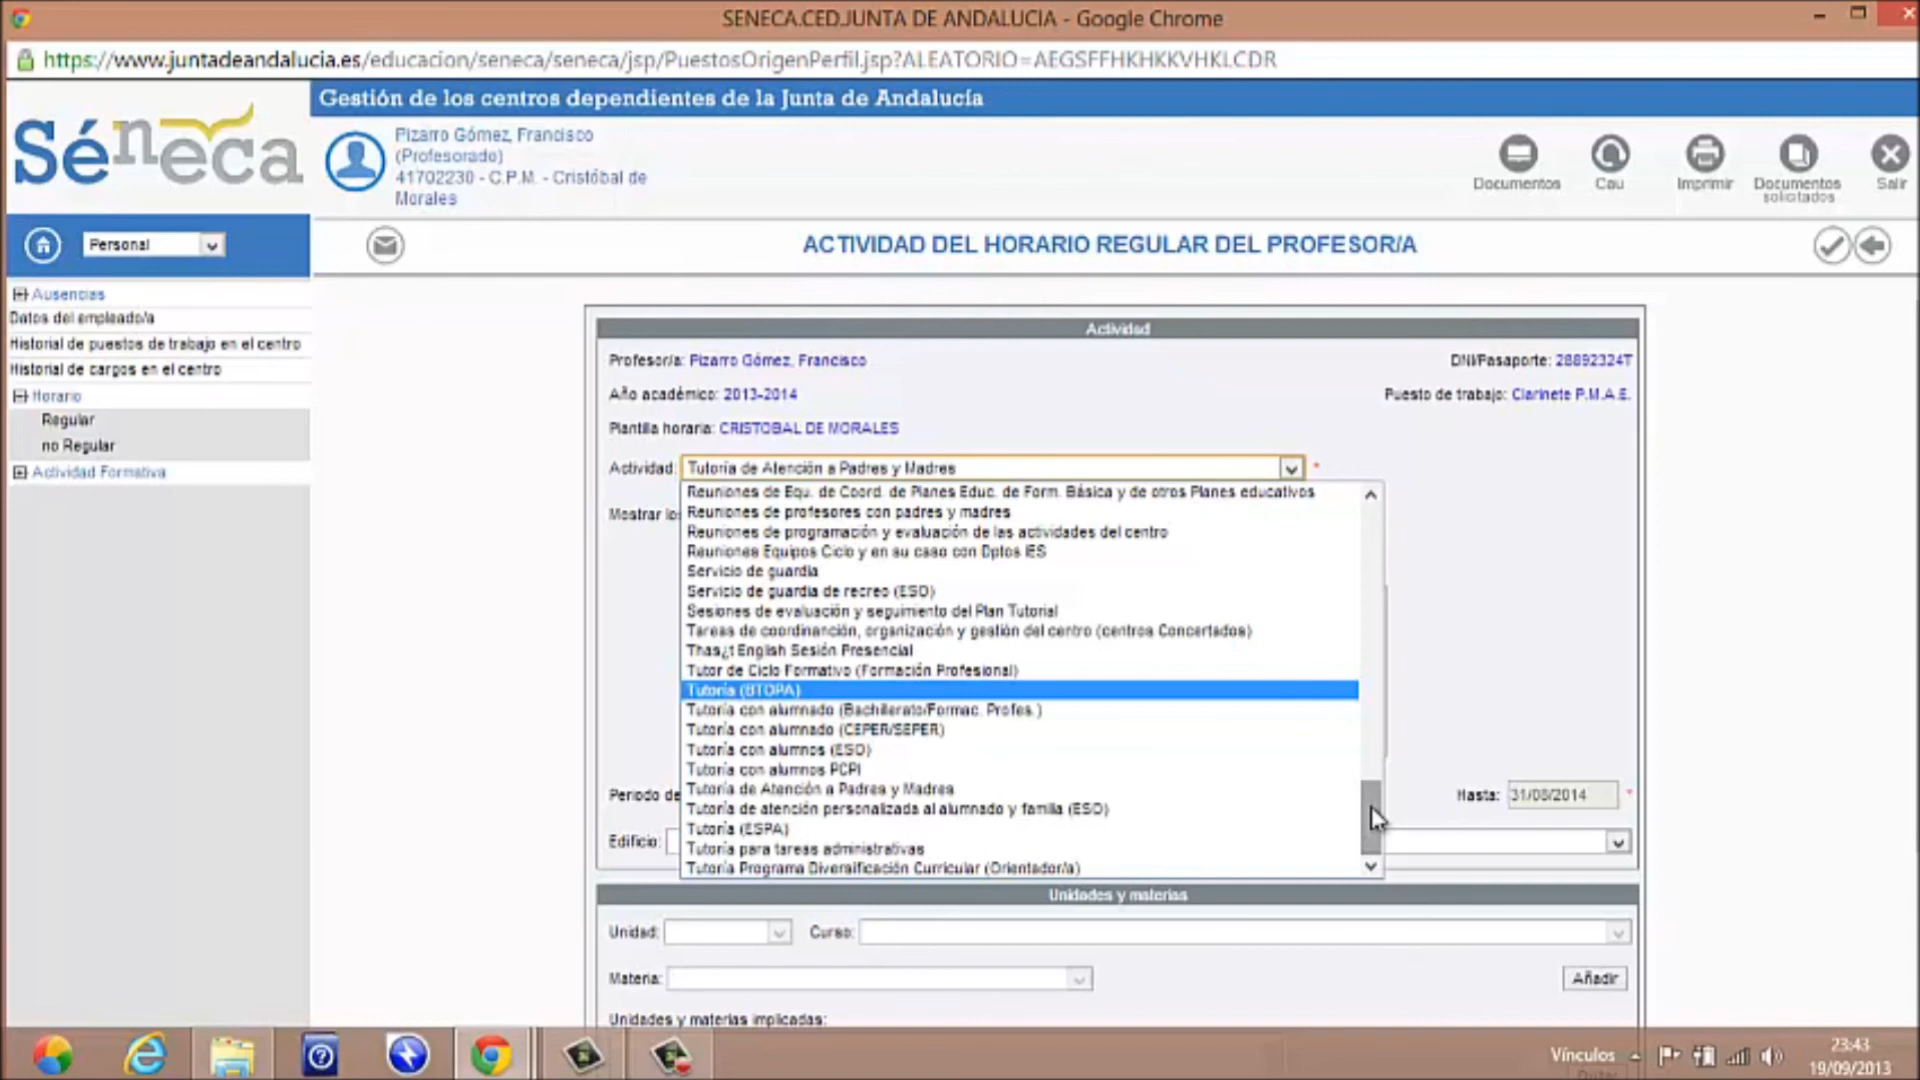 SENECA.CED.JUNTA DE ANDALUCIA - Google Chrome
https://www.juntadeandalucia.es/educacion/seneca/seneca/jsp/PuestosOrigenPerfil.jsp?ALEATORIO=AEGSFFHKHKKVHKLCDR
Séneca
Gestión de los centros dependientes de la Junta de Andalucía
Pizarro Gómez, Francisco
(Profesorado)
41702230 - C.P.M. - Cristóbal de
Morales
Documentos
Cau
Imprimir
Documentos
solicitados
Salir
Personal
ACTIVIDAD DEL HORARIO REGULAR DEL PROFESOR/A
Ausencias
Datos del empleado/a
Historial de puestos de trabajo en el centro
Historial de cargos en el centro
Horario
Regular
no Regular
Actividad Formativa
Actividad
Profesor/a: Pizarro Gómez, Francisco
DNI/Pasaporte: 28892324T
Año académico: 2013-2014
Puesto de trabajo: Clarinete P.M.A.E.
Plantilla horaria: CRISTOBAL DE MORALES
Actividad: Tutoría de Atención a Padres y Madres *
Mostrar lo
Reuniones de Equ. de Coord. de Planes Educ. de Form. Básica y de otros Planes educativos
Reuniones de profesores con padres y madres
Reuniones de programación y evaluación de las actividades del centro
Reuniones Equipos Ciclo y en su caso con Dptos IES
Servicio de guardia
Servicio de guardia de recreo (ESO)
Sesiones de evaluación y seguimiento del Plan Tutorial
Tareas de coordinanción, organización y gestión del centro (centros Concertados)
Thas¿t English Sesión Presencial
Tutor de Ciclo Formativo (Formación Profesional)
Tutoría (BTOPA)
Tutoría con alumnado (Bachillerato/Formac. Profes.)
Tutoría con alumnado (CEPER/SEPER)
Tutoría con alumnos (ESO)
Tutoría con alumnos PCPI
Tutoría de Atención a Padres y Madres
Tutoría de atención personalizada al alumnado y familia (ESO)
Tutoría (ESPA)
Tutoría para tareas administrativas
Tutoría Programa Diversificación Curricular (Orientador/a)
Periodo de
Hasta: 31/08/2014 *
Edificio:
Unidades y materias
Unidad:
Curso:
Materia:
Añadir
Unidades y materias implicadas:
Vínculos
23:43
19/09/2013